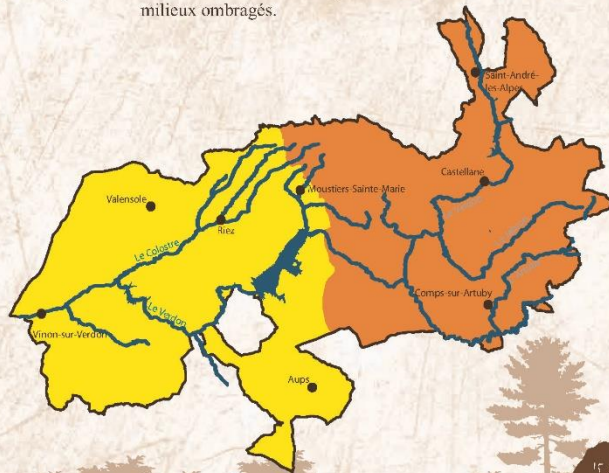 milieux ombragés.
Saint-André-
les-Alpes
Castellane
Moustiers-Sainte-Marie
Valensole
Riez
Le Colostre
Comps-sur-Artuby
Le Verdon
Vinon-sur-Verdon
Aups
15